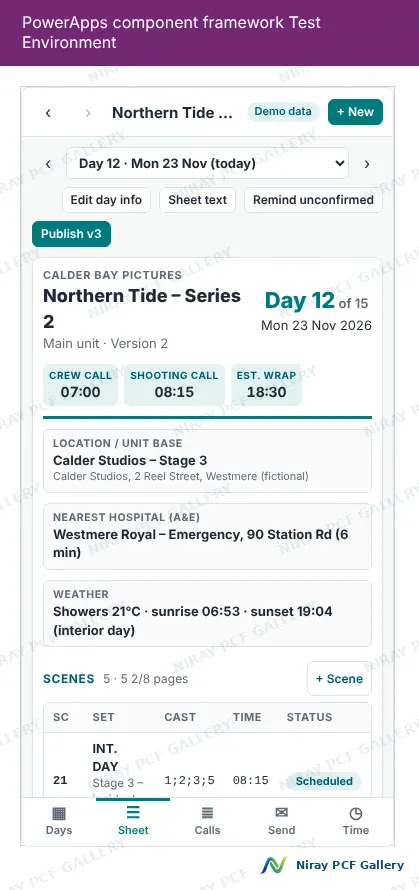 PowerApps component framework Test
Environment
‹ › Northern Tide ... Demo data + New
‹ Day 12 · Mon 23 Nov (today) ›
Edit day info Sheet text Remind unconfirmed
Publish v3
CALDER BAY PICTURES
Northern Tide – Series
2
Day 12 of 15
Mon 23 Nov 2026
Main unit · Version 2
CREW CALL SHOOTING CALL EST. WRAP
07:00 08:15 18:30
LOCATION / UNIT BASE
Calder Studios – Stage 3
Calder Studios, 2 Reel Street, Westmere (fictional)
NEAREST HOSPITAL (A&E)
Westmere Royal – Emergency, 90 Station Rd (6
min)
WEATHER
Showers 21°C · sunrise 06:53 · sunset 19:04
(interior day)
SCENES 5 · 5 2/8 pages + Scene
SC SET CAST TIME STATUS
INT.
DAY
21 Stage 3 – 1;2;3;5 08:15 Scheduled
Days Sheet Calls Send Time
Niray PCF Gallery
NIRAY PCF GALLERY